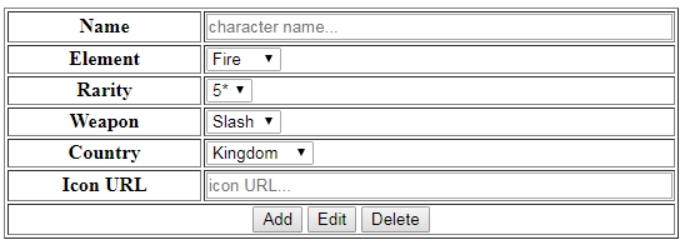 Name character name...
Element Fire
Rarity 5*
Weapon Slash
Country Kingdom
Icon URL icon URL...
Add Edit Delete